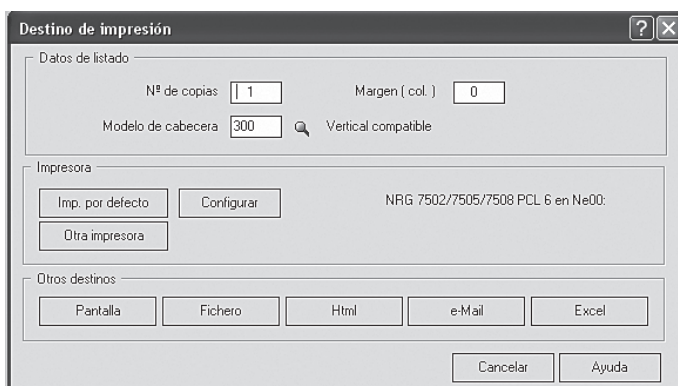 Destino de impresión
Datos de listado
Nº de copias 1 Margen ( col. ) 0
Modelo de cabecera 300 Vertical compatible
Impresora
Imp. por defecto Configurar NRG 7502/7505/7508 PCL 6 en Ne00:
Otra impresora
Otros destinos
Pantalla Fichero Html e-Mail Excel
Cancelar Ayuda